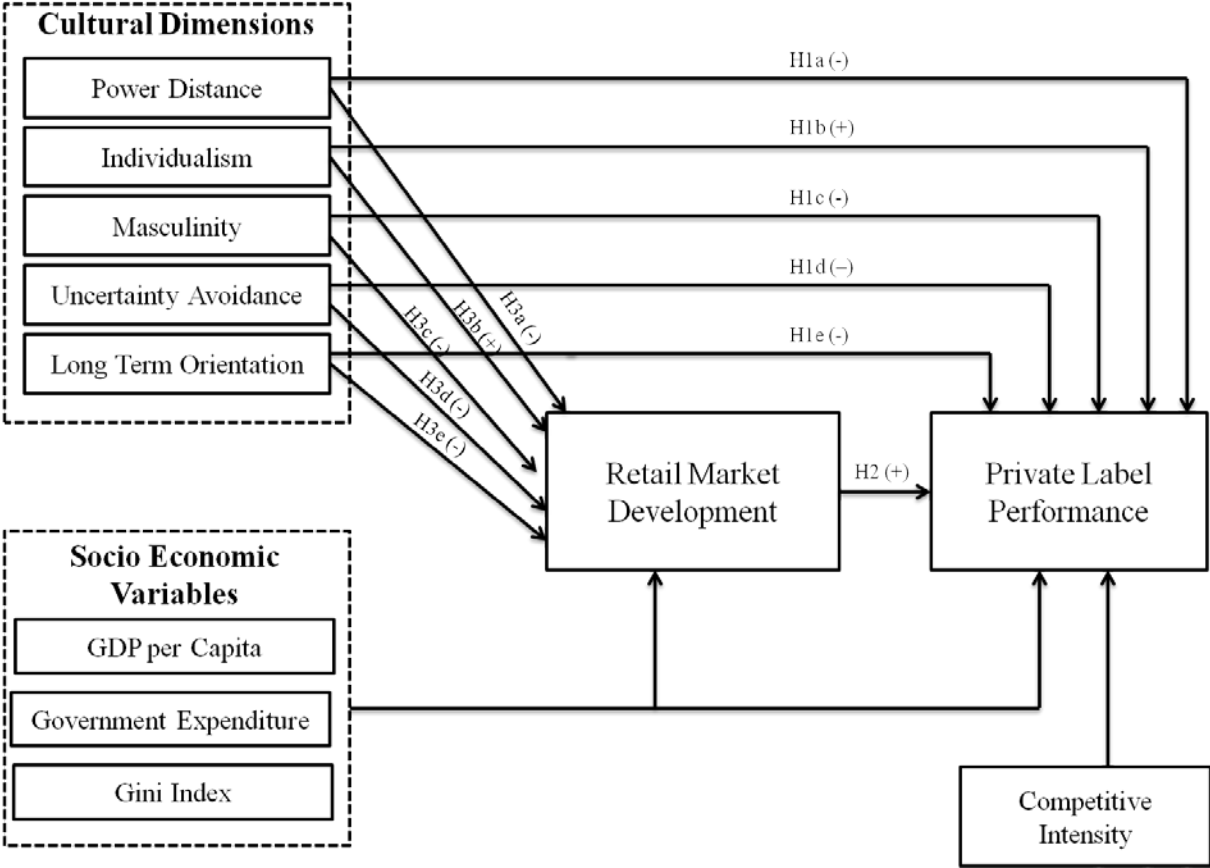 Cultural Dimensions
Power Distance
Individualism
Masculinity
Uncertainty Avoidance
Long Term Orientation
H1a (-)
H1b (+)
H1c (-)
H1d (–)
H1e (-)
H3a (-)
H3b (+)
H3c (-)
H3d (-)
H3e (-)
Retail Market
Development
H2 (+)
Private Label
Performance
Socio Economic
Variables
GDP per Capita
Government Expenditure
Gini Index
Competitive
Intensity